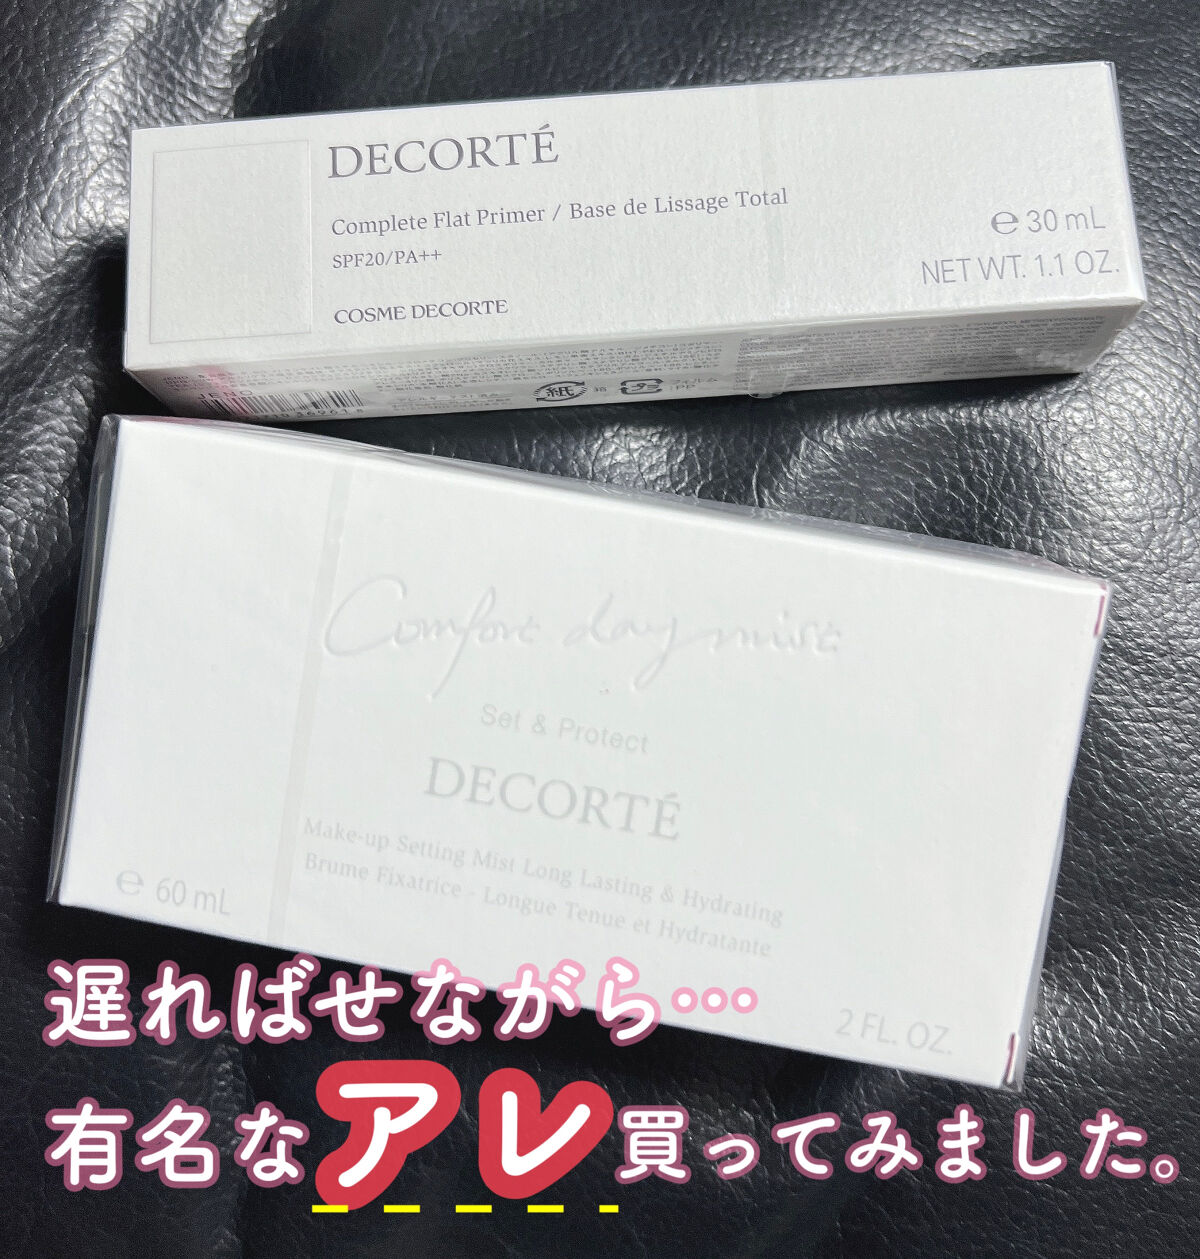 DECORTÉ
Complete Flat Primer / Base de Lissage Total
SPF20/PA++
COSME DECORTE
℮ 30 mL
NET WT. 1.1 OZ.
JENO
紙
Comfort day mist
Set & Protect
DECORTÉ
Make-up Setting Mist Long Lasting & Hydrating
Brume Fixatrice - Longue Tenue et Hydratante
℮ 60 mL
2 FL. OZ.
遅ればせながら…
有名なアレ買ってみました。